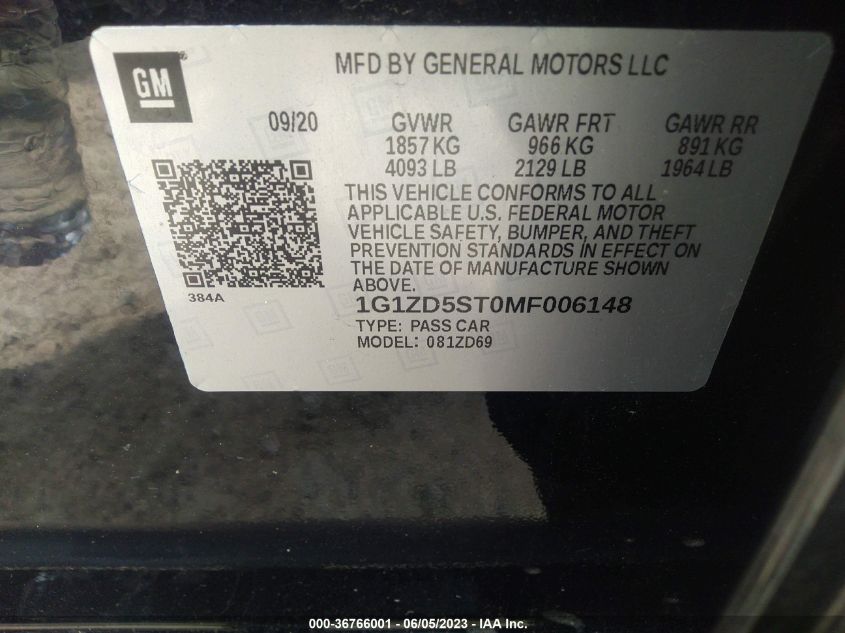 GM
MFD BY GENERAL MOTORS LLC
09/20 GVWR GAWR FRT GAWR RR
1857 KG 966 KG 891 KG
4093 LB 2129 LB 1964 LB
THIS VEHICLE CONFORMS TO ALL
APPLICABLE U.S. FEDERAL MOTOR
VEHICLE SAFETY, BUMPER, AND THEFT
PREVENTION STANDARDS IN EFFECT ON
THE DATE OF MANUFACTURE SHOWN
ABOVE.
384A
1G1ZD5ST0MF006148
TYPE: PASS CAR
MODEL: 081ZD69
000-36766001 - 06/05/2023 - IAA Inc.